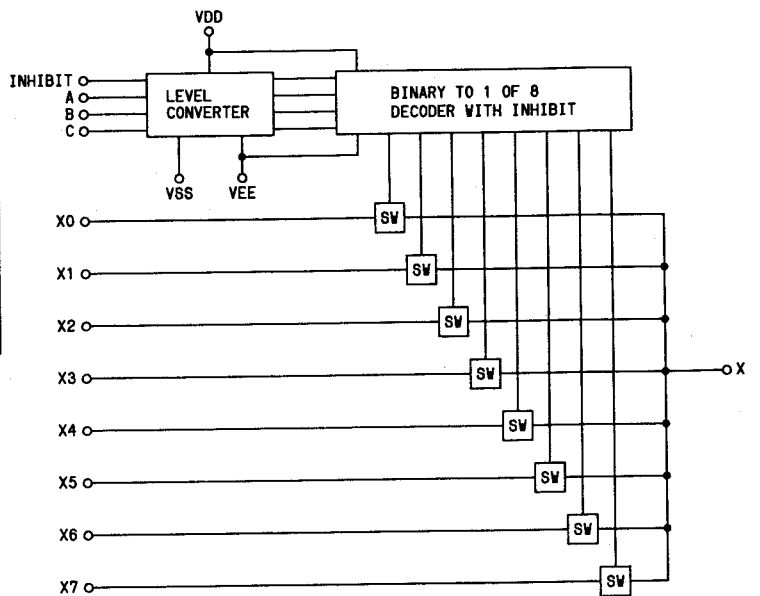 VDD
INHIBIT
A
B
C
LEVEL
CONVERTER
BINARY TO 1 OF 8
DECODER WITH INHIBIT
VSS
VEE
X0
SW
X1
SW
X2
SW
X3
SW
X
X4
SW
X5
SW
X6
SW
X7
SW